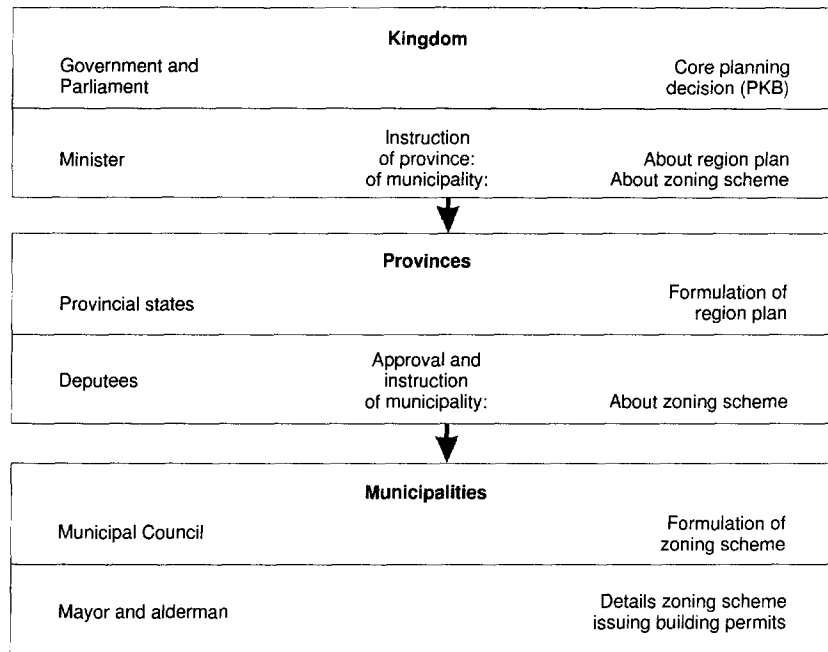 Kingdom
Government and Core planning
Parliament decision (PKB)
Instruction
of province: About region plan
Minister
of municipality: About zoning scheme
Provinces
Provincial states Formulation of
region plan
Approval and
Deputees instruction
of municipality: About zoning scheme
Municipalities
Municipal Council Formulation of
zoning scheme
Mayor and alderman Details zoning scheme
issuing building permits